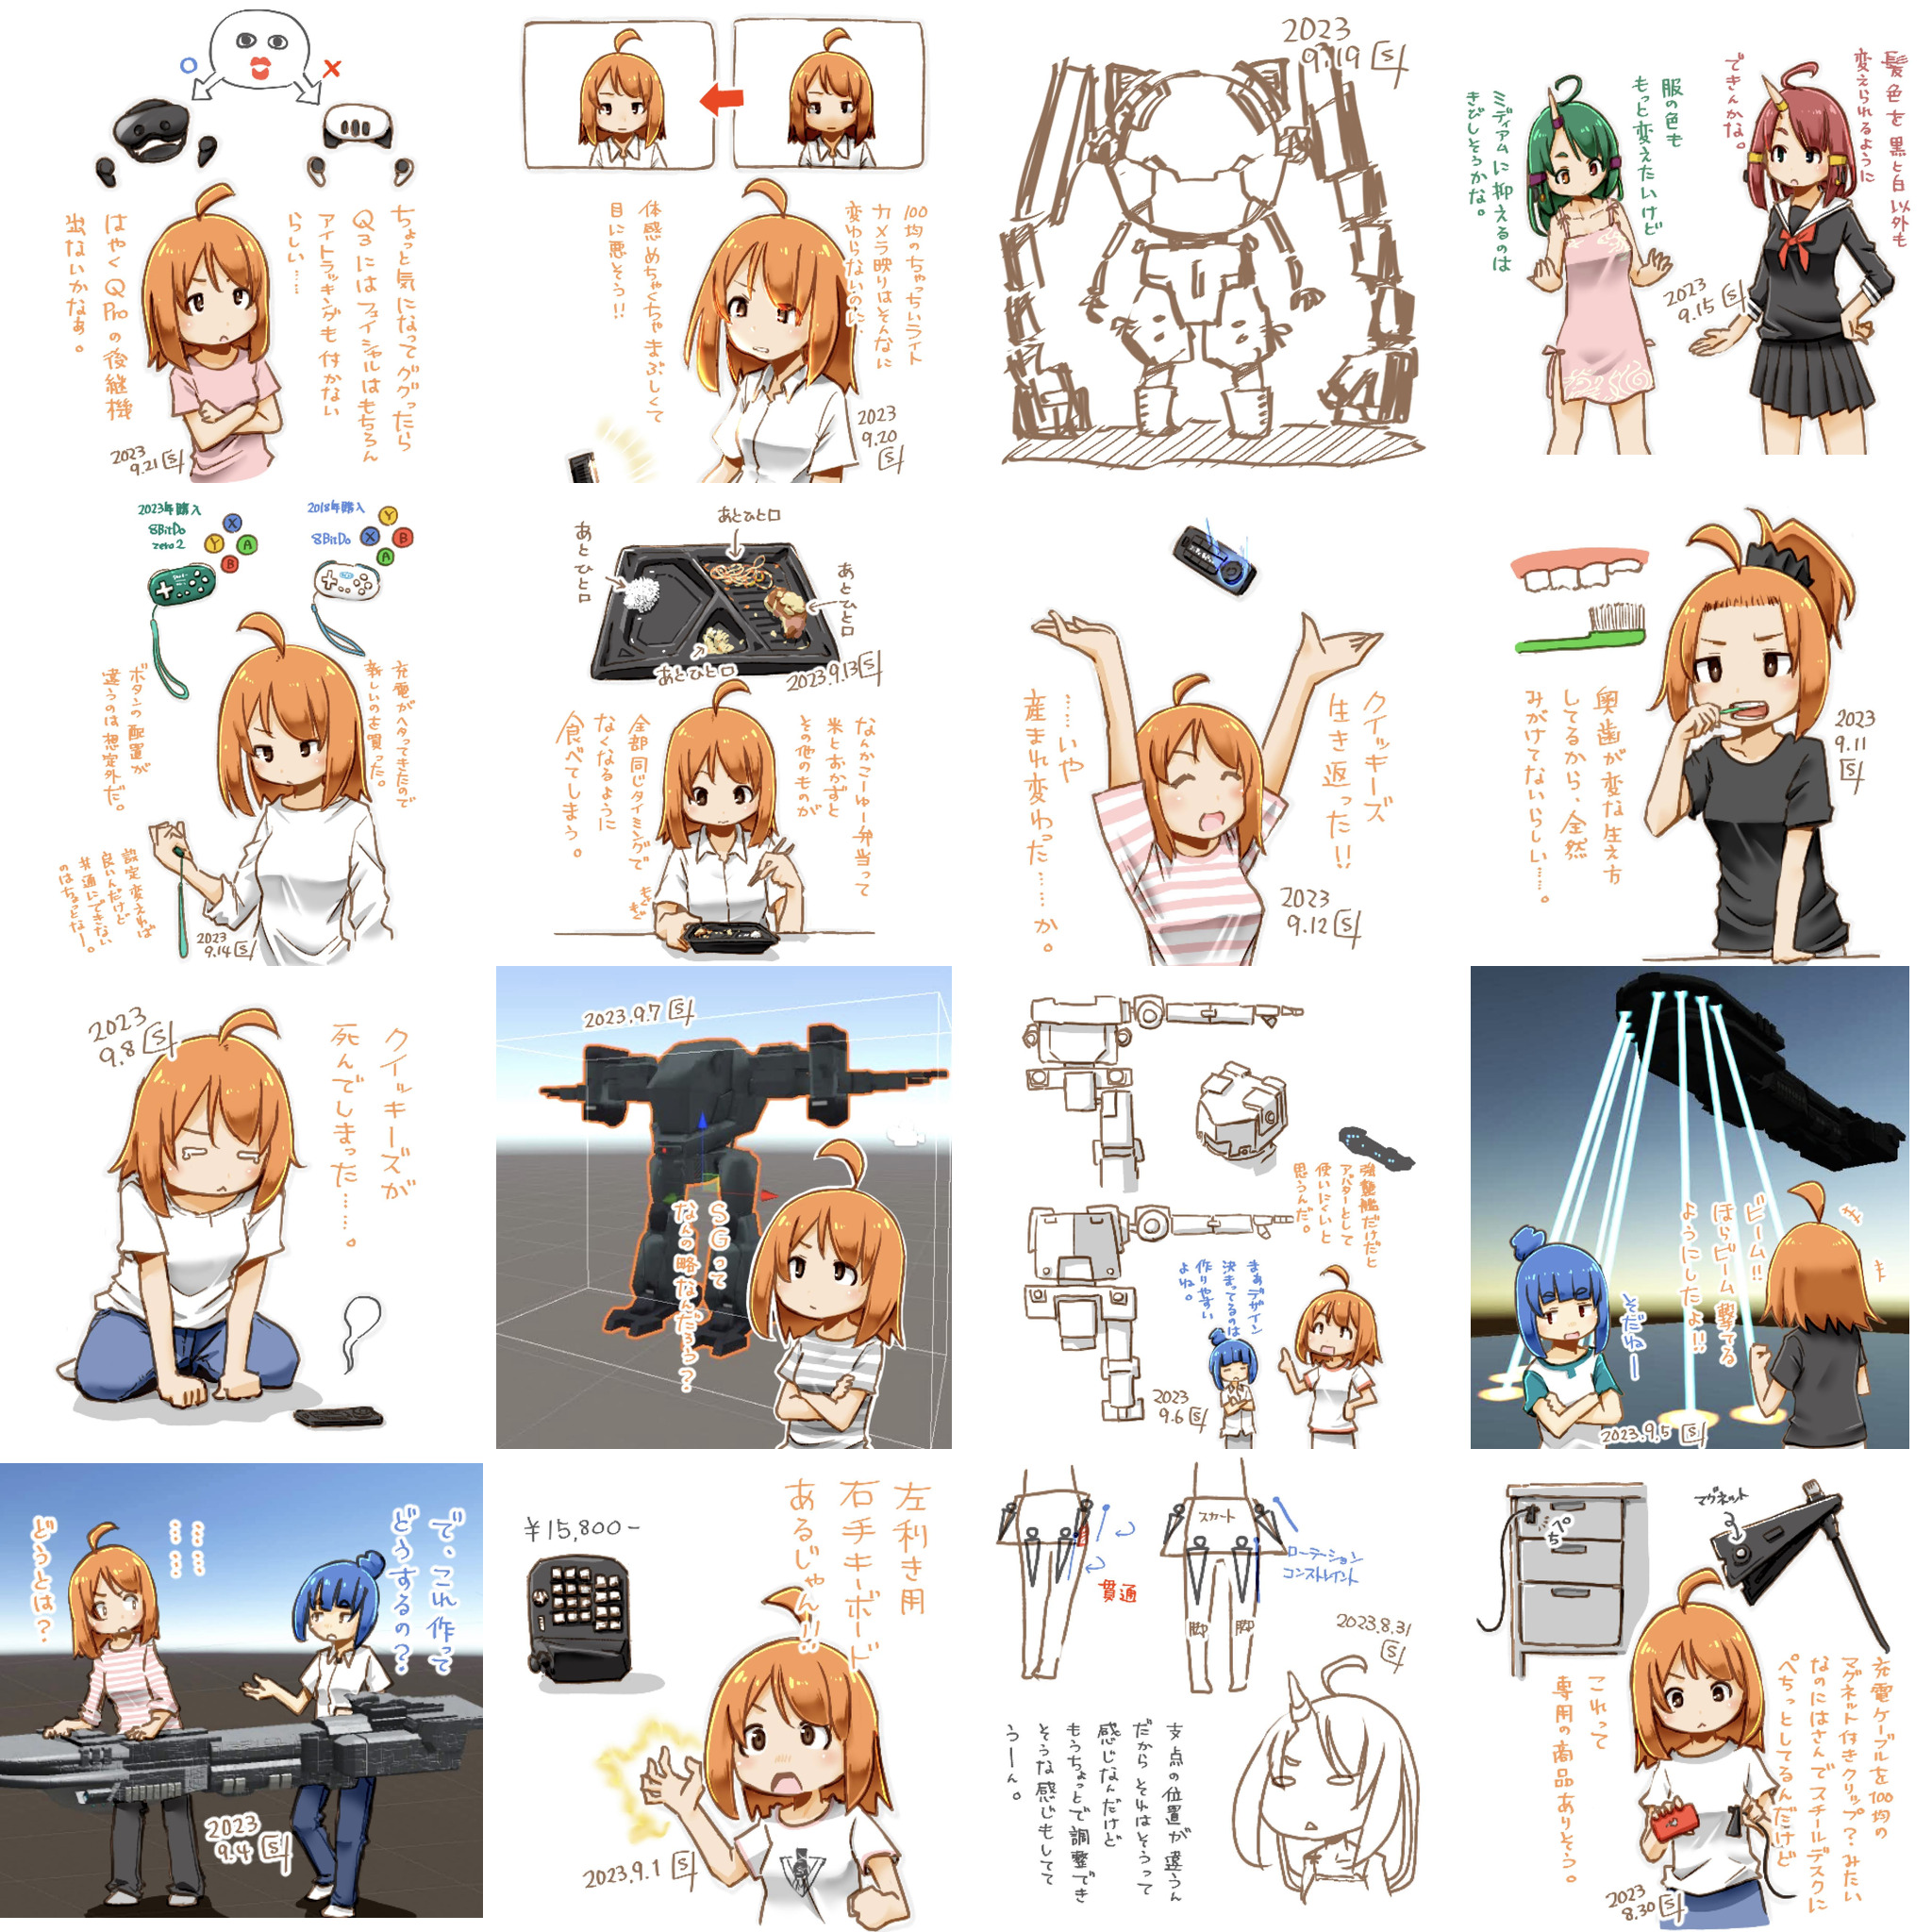 ちょっと気になってググったら
Q3にはフェイシャルはもちろん
アイトラッキングも付かない
らしい……
はやくQ Proの後継機
出ないかなぁ。
2023
9.21
100均のちゃっちいライト
カメラ映りはそんなに
変わらないのに
体感めちゃくちゃまぶしくて
目に悪そう!!
2023
9.20
2023
9.19
髪色を黒と白以外も
変えられるように
できんかな。
服の色も
もっと変えたいけど
ミディアムに抑えるのは
きびしそうかな。
2023
9.15
2023年購入
8BitDo
zero2
X
Y
A
B
2018年購入
8BitDo
Y
X
B
A
充電がヘタってきたので
新しいのを買った。
ボタンの配置が
違うのは想定外だ。
設定変えれば
良いんだけど
共通にできない
のはちょっとなー。
2023
9.14
あとひと口
あとひと口
あとひと口
あとひと口
2023.9.13
なんかこーゆー弁当って
米とおかずと
その他のものが
全部同じタイミングで
なくなるように
食べてしまう。
もぐもぐ
クイッキーズ
生き返った!!
……いや
産まれ変わった……か。
2023
9.12
奥歯が変な生え方
してるから、全然
みがけてないらしい……。
2023
9.11
2023
9.8
クイッキーズが
死んでしまった……。
2023.9.7
SGって
なんの略なんだろう?
強襲艦だけだと
アバターとして
使いにくいと
思うんだ。
まぁデザイン
決まってるのは
作りやすい
よね。
2023
9.6
ビーム!!
ほらビーム撃てる
ようにしたよ!!
そだねー
2023.9.5
で、これ作って
どうするの?
……
……
どうとは?
2023
9.4
左利き用
右手キーボード
あるじゃん!!
¥15,800-
2023.9.1
スカート
ローテーション
コンストレイント
貫通
脚
脚
2023.8.31
支点の位置が違うん
だからそれはそうって
感じなんだけど
もうちょっとで調整でき
そうな感じもしてて
うーん。
マグネット
ぺち
充電ケーブルを100均の
マグネット付きクリップ?みたい
なのにはさんでスチールデスクに
ぺちっとしてるんだけど
これって
専用の商品ありそう。
2023
8.30